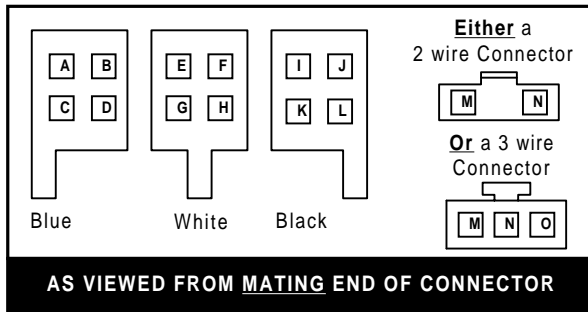 Either a
2 wire Connector
A B E F I J
C D G H K L
M N
Or a 3 wire
Connector
M N O
Blue White Black
AS VIEWED FROM MATING END OF CONNECTOR